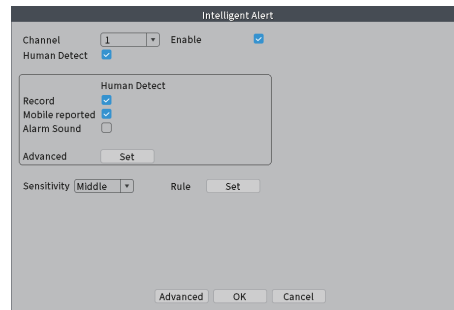 Intelligent Alert
Channel 1 Enable
Human Detect
Human Detect
Record
Mobile reported
Alarm Sound
Advanced Set
Sensitivity Middle Rule Set
Advanced OK Cancel